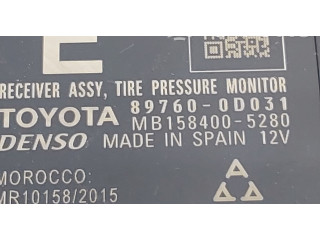 E
RECEIVER ASSY, TIRE PRESSURE MONITOR
TOYOTA 89760-0D031
DENSO MB158400-5280
MADE IN SPAIN 12V
MOROCCO:
MR10158/2015